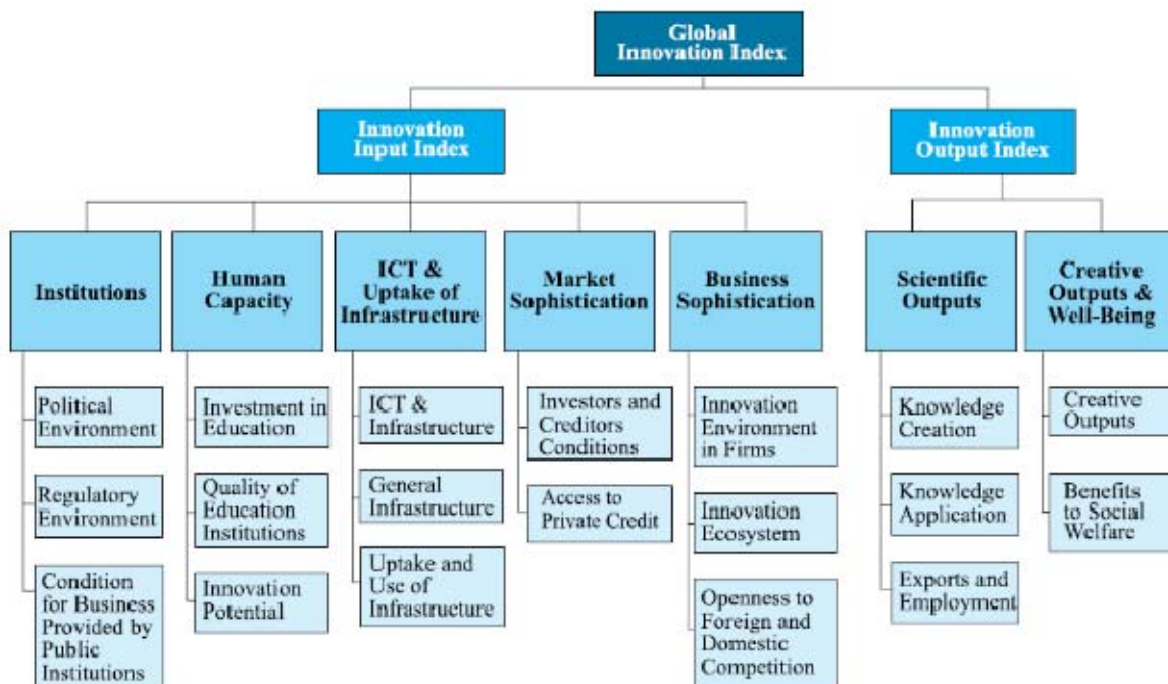 Global
Innovation Index
Innovation
Input Index
Innovation
Output Index
Institutions
Human
Capacity
ICT &
Uptake of
Infrastructure
Market
Sophistication
Business
Sophistication
Scientific
Outputs
Creative
Outputs &
Well-Being
Political
Environment
Regulatory
Environment
Condition
for Business
Provided by
Public
Institutions
Investment in
Education
Quality of
Education
Institutions
Innovation
Potential
ICT &
Infrastructure
General
Infrastructure
Uptake and
Use of
Infrastructure
Investors and
Creditors
Conditions
Access to
Private Credit
Innovation
Environment
in Firms
Innovation
Ecosystem
Openness to
Foreign and
Domestic
Competition
Knowledge
Creation
Knowledge
Application
Exports and
Employment
Creative
Outputs
Benefits
to Social
Welfare